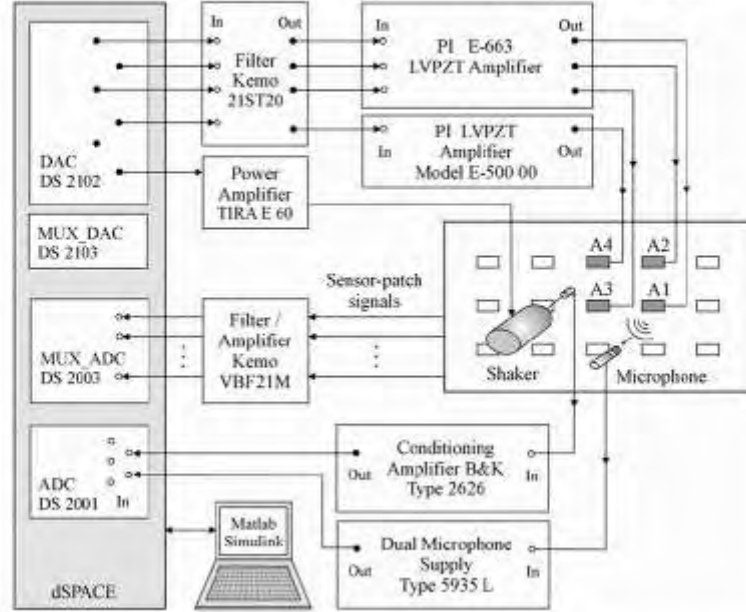 In
Out
Filter
Kemo
21ST20
In
PI E-663
LVPZT Amplifier
Out
DAC
DS 2102
PI LVPZT
Amplifier
Model E-500 00
In
Out
Power
Amplifier
TIRA E 60
MUX_DAC
DS 2103
A4
A2
A3
A1
Sensor-patch
signals
MUX_ADC
DS 2003
Filter /
Amplifier
Kemo
VBF21M
Shaker
Microphone
ADC
DS 2001
In
Conditioning
Amplifier B&K
Type 2626
Out
In
Matlab
Simulink
Dual Microphone
Supply
Type 5935 L
Out
In
dSPACE